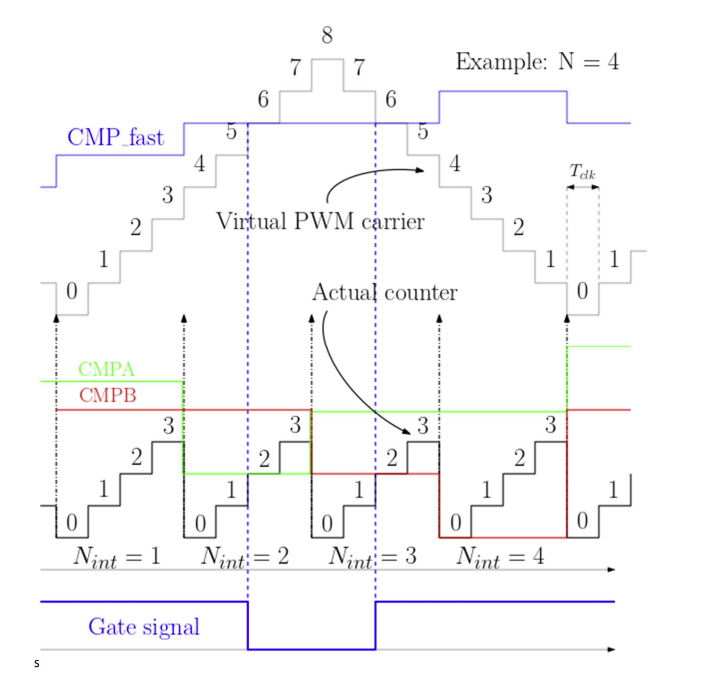 8
7 7
Example: N = 4
6 6
CMP_fast
5 5
4 4
T_clk
3 3
Virtual PWM carrier
2 2
1 1 1
0 0
Actual counter
CMPA
CMPB
3 3 3 3
2 2 2 2
1 1 1 1 1
0 0 0 0 0
N_int = 1 N_int = 2 N_int = 3 N_int = 4
Gate signal
s